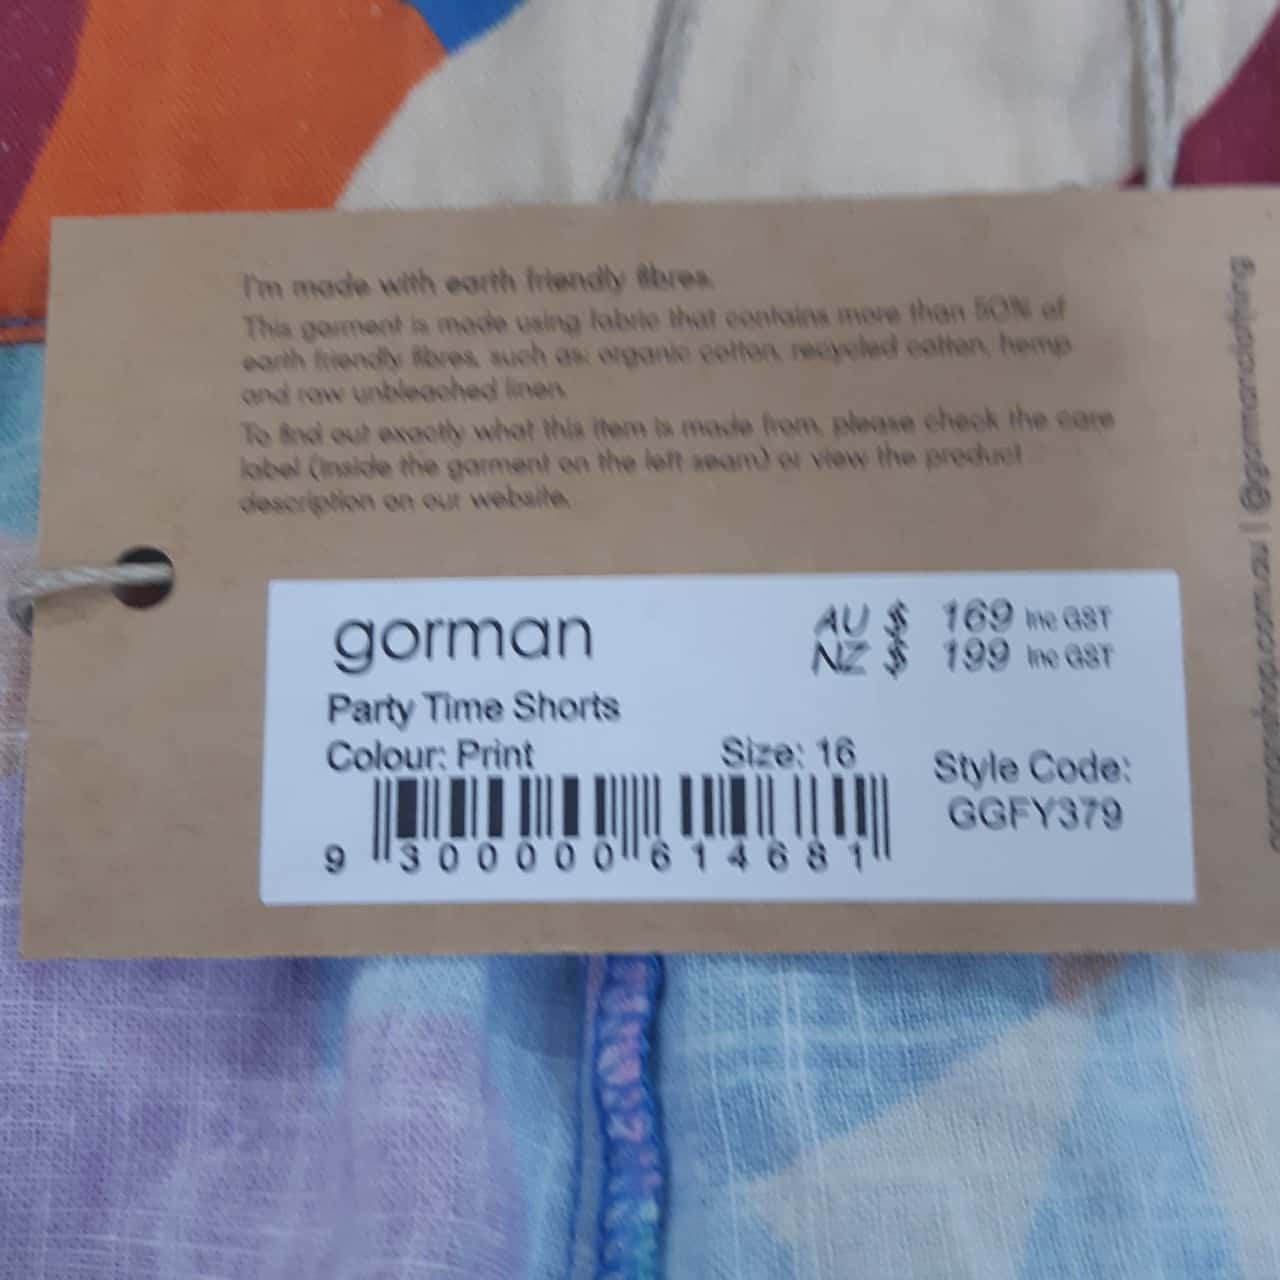 I'm made with earth friendly fibres.
This garment is made using fabric that contains more than 50% of
earth friendly fibres, such as: organic cotton, recycled cotton, hemp
and raw unbleached linen.
To find out exactly what this item is made from, please check the care
label (inside the garment on the left seam) or view the product
description on our website.
gorman
AU $ 169 Inc GST
NZ $ 199 Inc GST
Party Time Shorts
Colour: Print
Size: 16
Style Code:
GGFY379
9 300000 614681
gormanshop.com.au | @gormanclothing